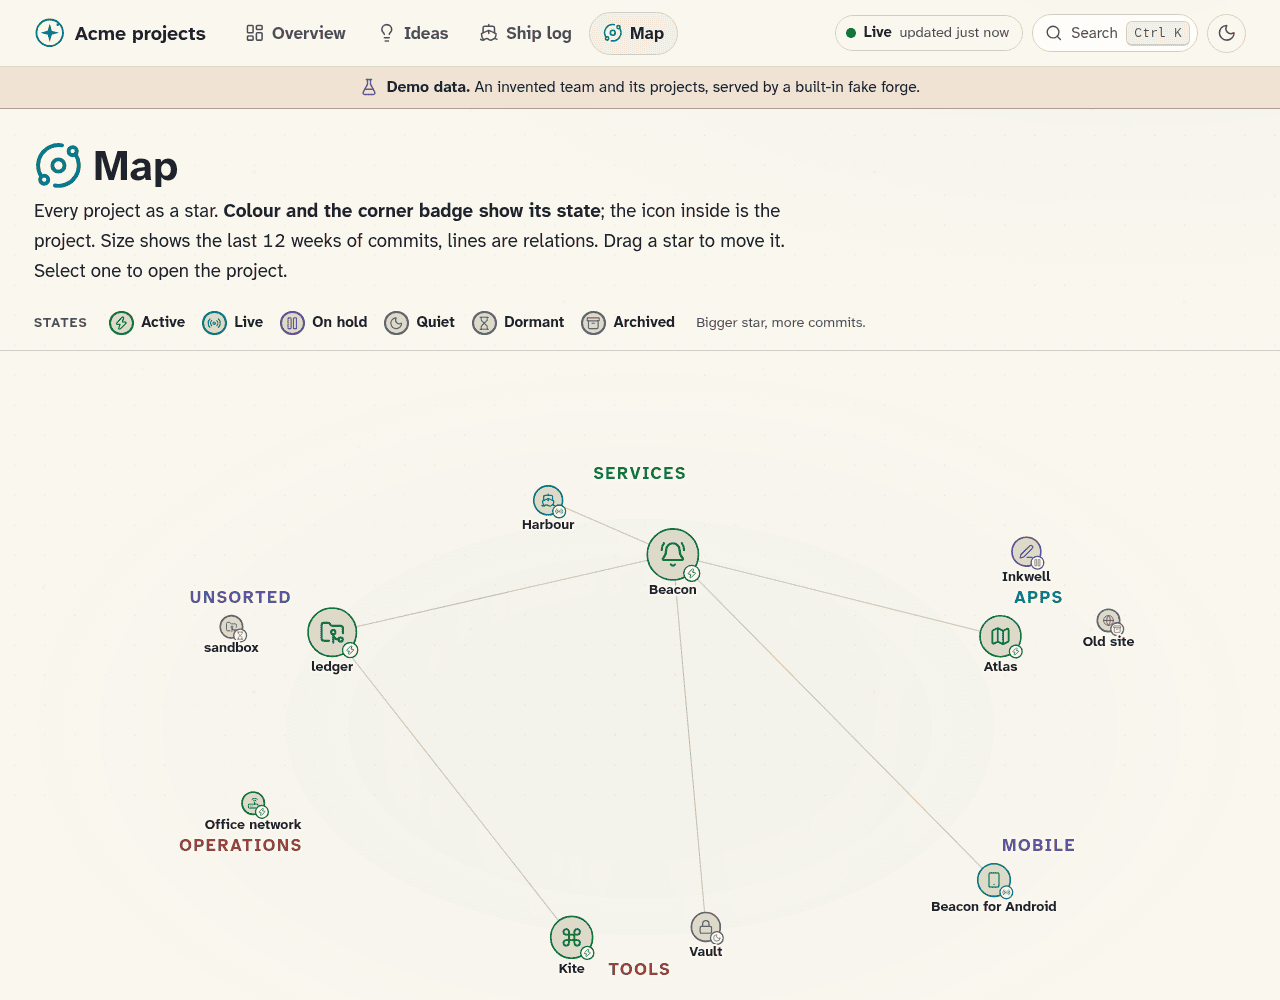 Acme projects
Overview
Ideas
Ship log
Map
Live updated just now
Search Ctrl K
Demo data. An invented team and its projects, served by a built-in fake forge.
Map
Every project as a star. Colour and the corner badge show its state; the icon inside is the
project. Size shows the last 12 weeks of commits, lines are relations. Drag a star to move it.
Select one to open the project.
STATES
Active
Live
On hold
Quiet
Dormant
Archived
Bigger star, more commits.
SERVICES
Harbour
Beacon
Inkwell
UNSORTED
APPS
sandbox
ledger
Atlas
Old site
Office network
OPERATIONS
MOBILE
Beacon for Android
Vault
Kite
TOOLS